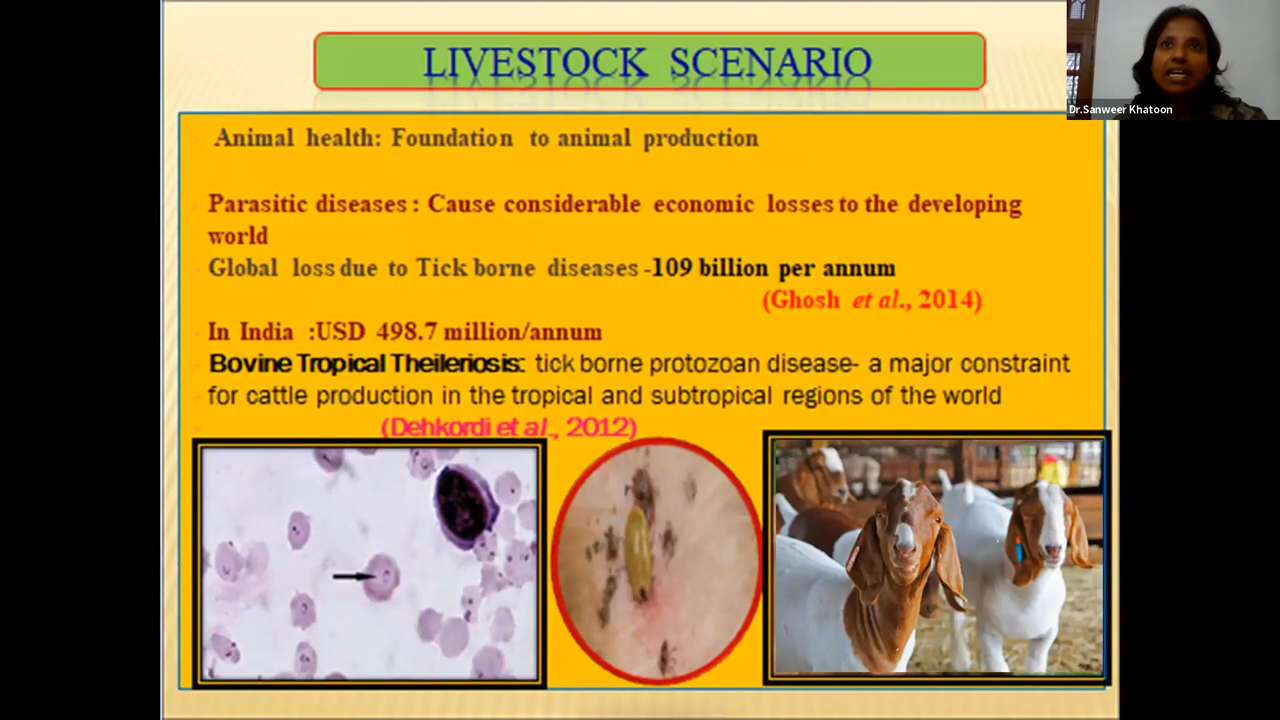 LIVESTOCK SCENARIO
Dr.Sanweer Khatoon
Animal health: Foundation to animal production
Parasitic diseases : Cause considerable economic losses to the developing
world
Global loss due to Tick borne diseases -109 billion per annum
(Ghosh et al., 2014)
In India :USD 498.7 million/annum
Bovine Tropical Theileriosis: tick borne protozoan disease- a major constraint
for cattle production in the tropical and subtropical regions of the world
(Dehkordi et al., 2012)